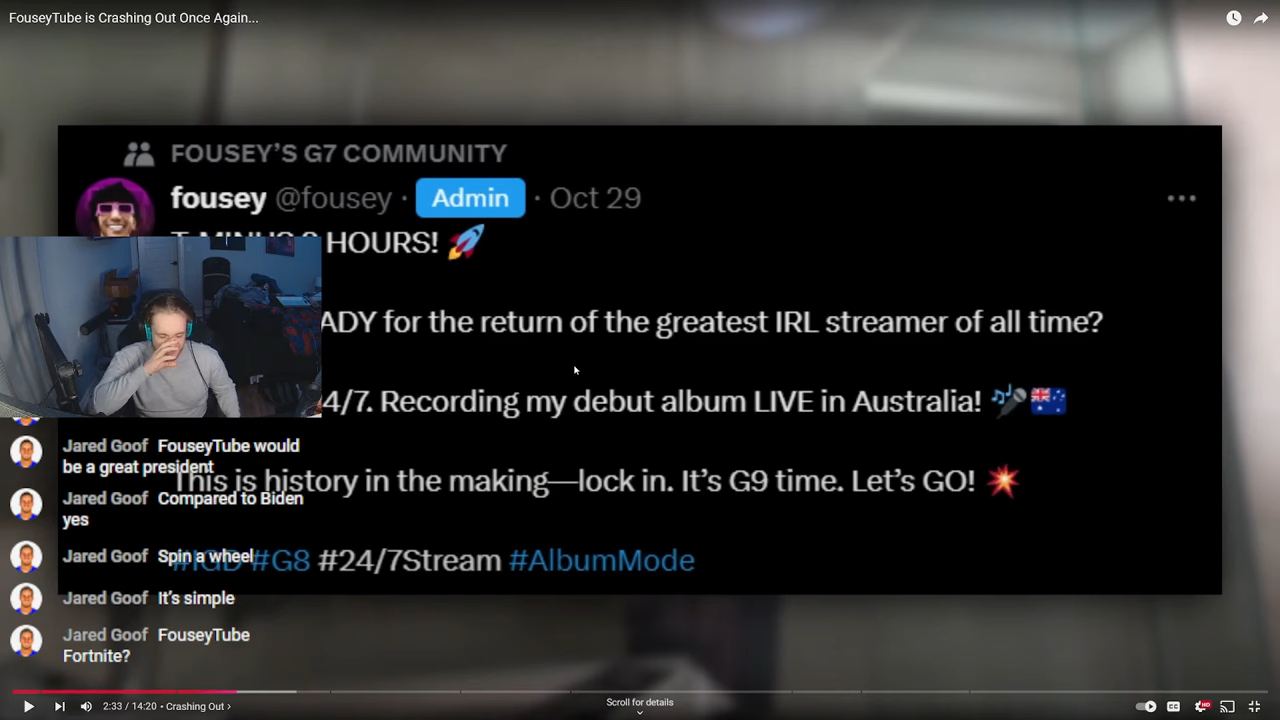 FouseyTube is Crashing Out Once Again...
FOUSEY’S G7 COMMUNITY
fousey @fousey · Admin · Oct 29
HOURS! 🚀
ADY for the return of the greatest IRL streamer of all time?
4/7. Recording my debut album LIVE in Australia! 🎤🇦🇺
This is history in the making—lock in. It’s G9 time. Let’s GO! 💥
#IGD #G8 #24/7Stream #AlbumMode
Jared Goof FouseyTube would
be a great president
Jared Goof Compared to Biden
yes
Jared Goof Spin a wheel
Jared Goof It’s simple
Jared Goof FouseyTube
Fortnite?
2:33 / 14:20 • Crashing Out ›
Scroll for details
CC
HD